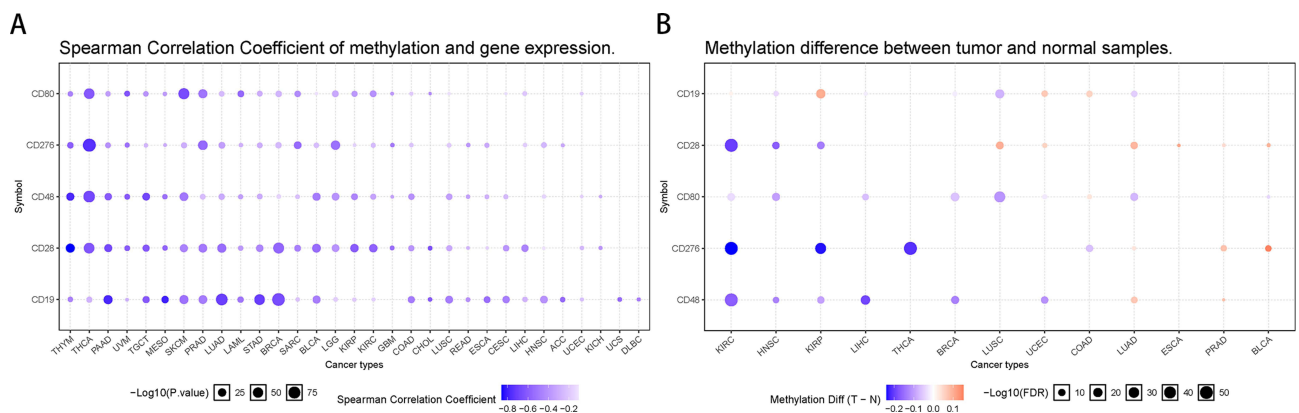 A
Spearman Correlation Coefficient of methylation and gene expression.
CD80
CD276
CD48
CD28
CD19
Symbol
THYM THCA PAAD UVM TGCT MESO SKCM PRAD LUAD LAML STAD BRCA SARC BLCA LGG KIRP KIRC GBM COAD CHOL LUSC READ ESCA CESC LIHC HNSC ACC UCEC KICH UCS DLBC
Cancer types
−Log10(P.value) 25 50 75
Spearman Correlation Coefficient
−0.8 −0.6 −0.4 −0.2
B
Methylation difference between tumor and normal samples.
CD19
CD28
CD80
CD276
CD48
Symbol
KIRC HNSC KIRP LIHC THCA BRCA LUSC UCEC COAD LUAD ESCA PRAD BLCA
Cancer types
Methylation Diff (T − N)
−0.2 −0.1 0.0 0.1
−Log10(FDR) 10 20 30 40 50